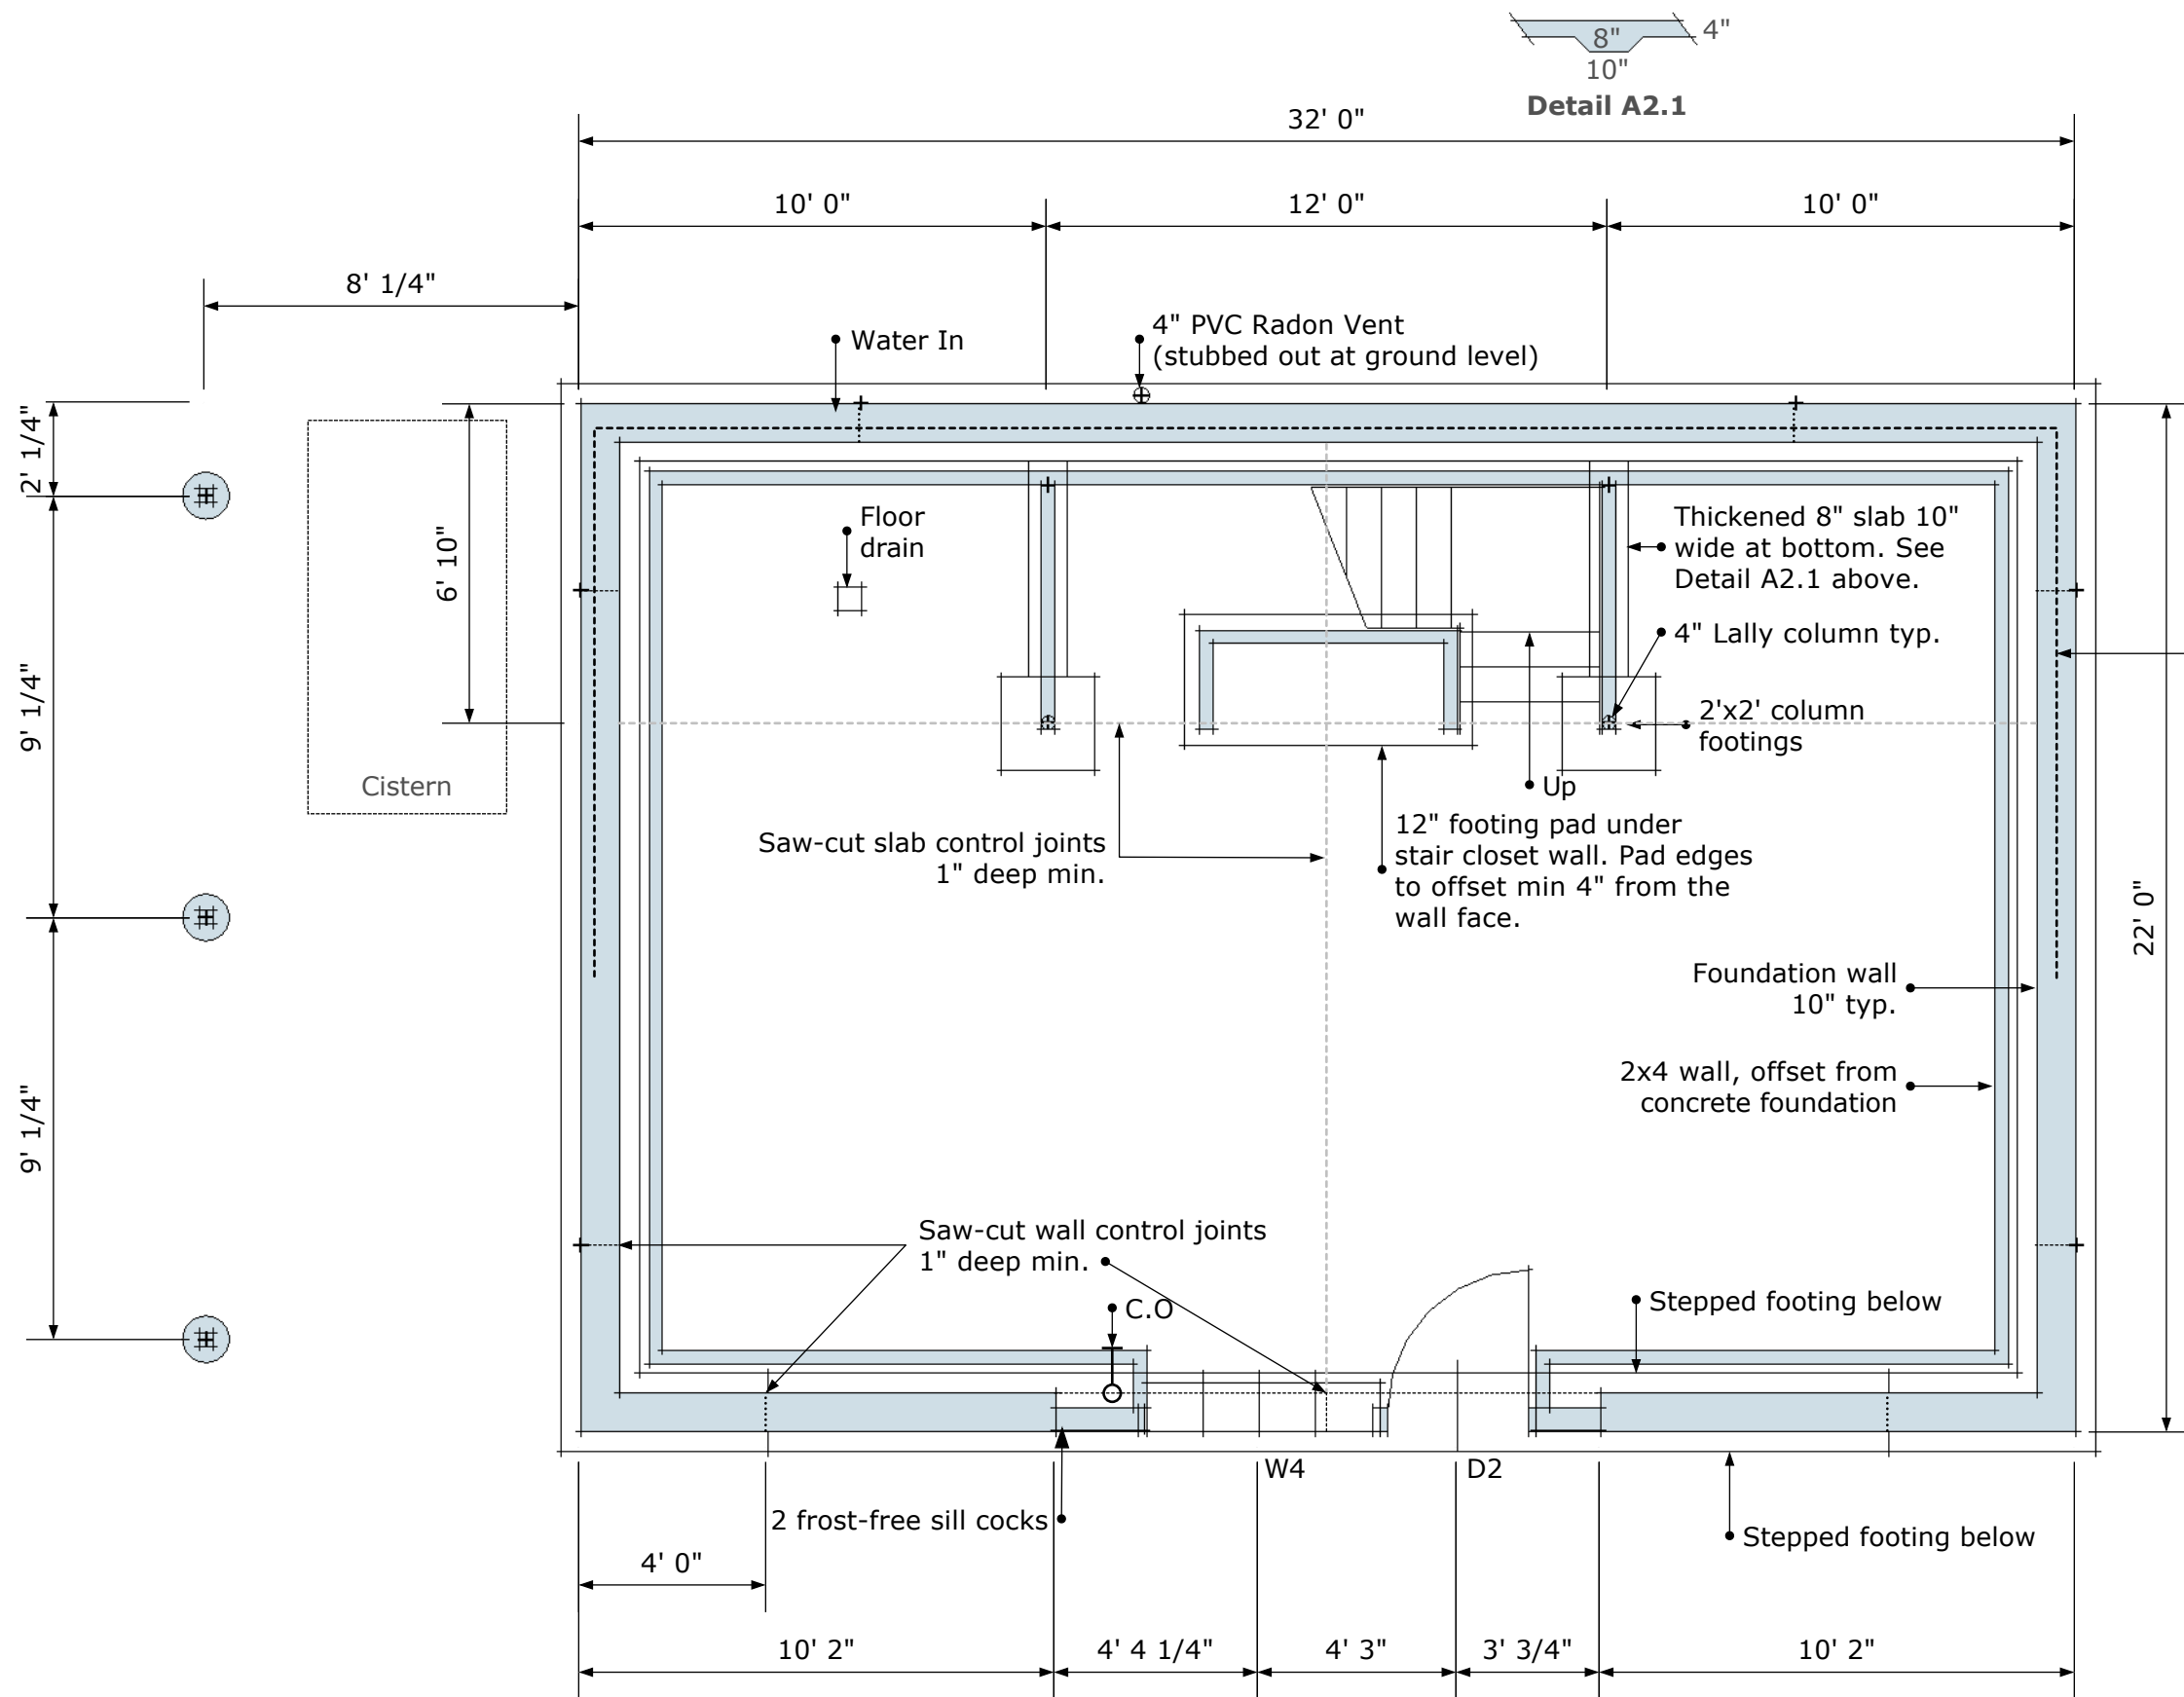 8"
4"
10"
Detail A2.1
32' 0"
10' 0"
12' 0"
10' 0"
8' 1/4"
Water In
4" PVC Radon Vent
(stubbed out at ground level)
2' 1/4"
6' 10"
9' 1/4"
9' 1/4"
Cistern
Floor
drain
Thickened 8" slab 10"
wide at bottom. See
Detail A2.1 above.
4" Lally column typ.
2'x2' column
footings
Up
Saw-cut slab control joints
1" deep min.
12" footing pad under
stair closet wall. Pad edges
to offset min 4" from the
wall face.
22' 0"
Foundation wall
10" typ.
2x4 wall, offset from
concrete foundation
Saw-cut wall control joints
1" deep min.
C.O
Stepped footing below
W4
D2
2 frost-free sill cocks
Stepped footing below
4' 0"
10' 2"
4' 4 1/4"
4' 3"
3' 3/4"
10' 2"